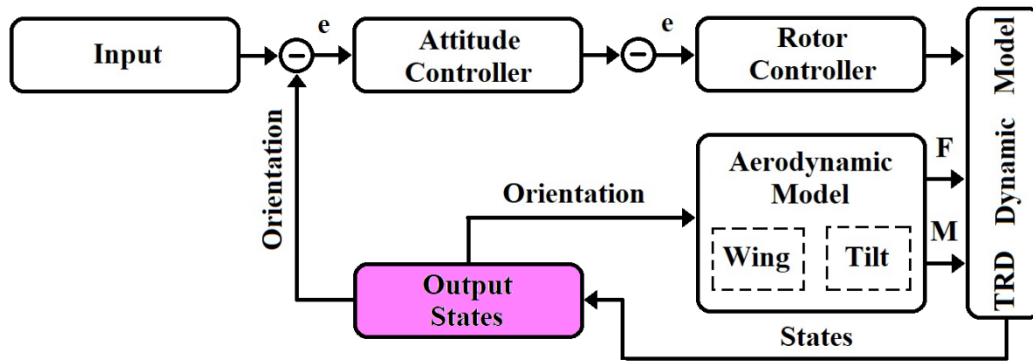 Input
e
Attitude
Controller
e
Rotor
Controller
TRD Dynamic Model
Orientation
Orientation
Aerodynamic
Model
Wing
Tilt
F
M
Output
States
States